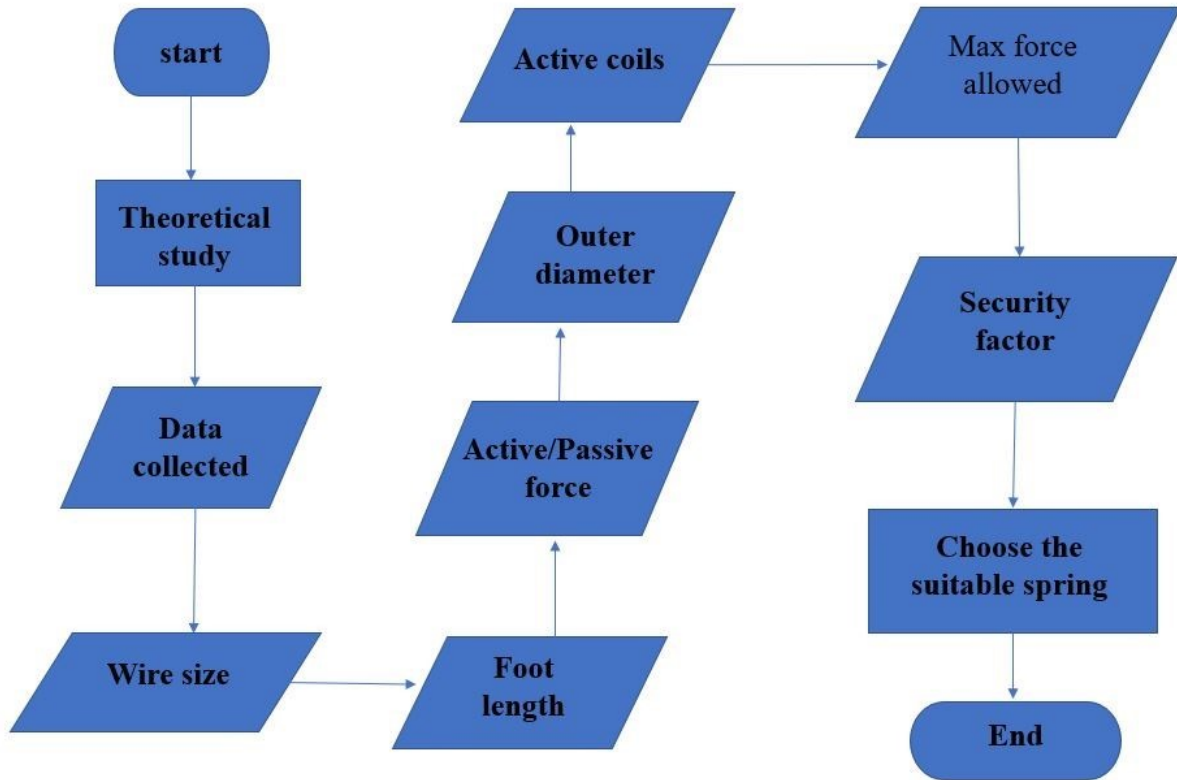 start
Theoretical
study
Data
collected
Wire size
Foot
length
Active/Passive
force
Outer
diameter
Active coils
Max force
allowed
Security
factor
Choose the
suitable spring
End